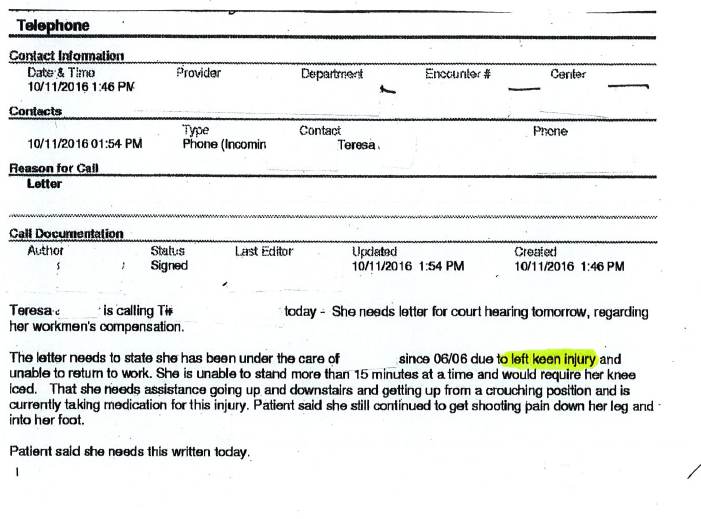 Telephone
Contact Information
Date & Time Provider Department Encounter # Center
10/11/2016 1:46 PM
Contacts
Type Contact Phone
10/11/2016 01:54 PM Phone (Incomin Teresa
Reason for Call
Letter
Call Documentation
Author Status Last Editor Updated Created
Signed 10/11/2016 1:54 PM 10/11/2016 1:46 PM
Teresa is calling today - She needs letter for court hearing tomorrow, regarding
her workmen's compensation.
The letter needs to state she has been under the care of since 06/06 due to left keen injury and
unable to return to work. She is unable to stand more than 15 minutes at a time and would require her knee
iced. That she needs assistance going up and downstairs and getting up from a crouching position and is
currently taking medication for this injury. Patient said she still continued to get shooting pain down her leg and
into her foot.
Patient said she needs this written today.